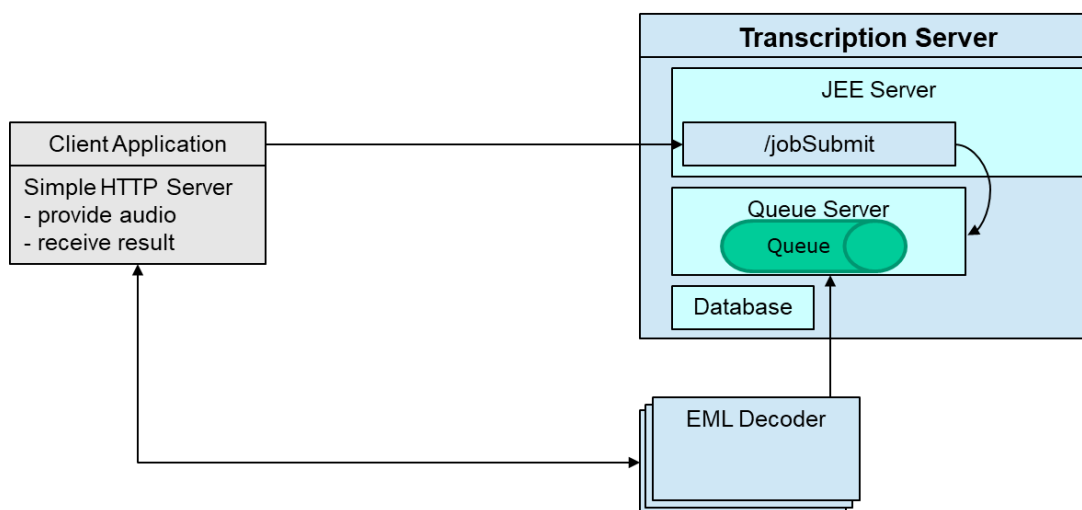 Transcription Server
JEE Server
/jobSubmit
Client Application
Simple HTTP Server
- provide audio
- receive result
Queue Server
Queue
Database
EML Decoder